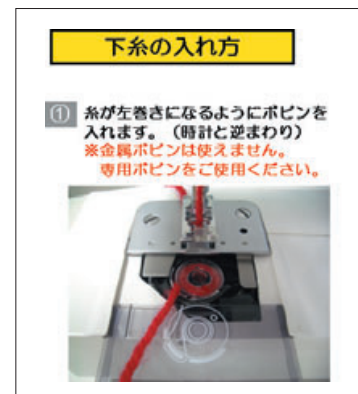 下糸の入れ方
① 糸が左巻きになるようにボビンを
入れます。（時計と逆まわり）
※金属ボビンは使えません。
専用ボビンをご使用ください。